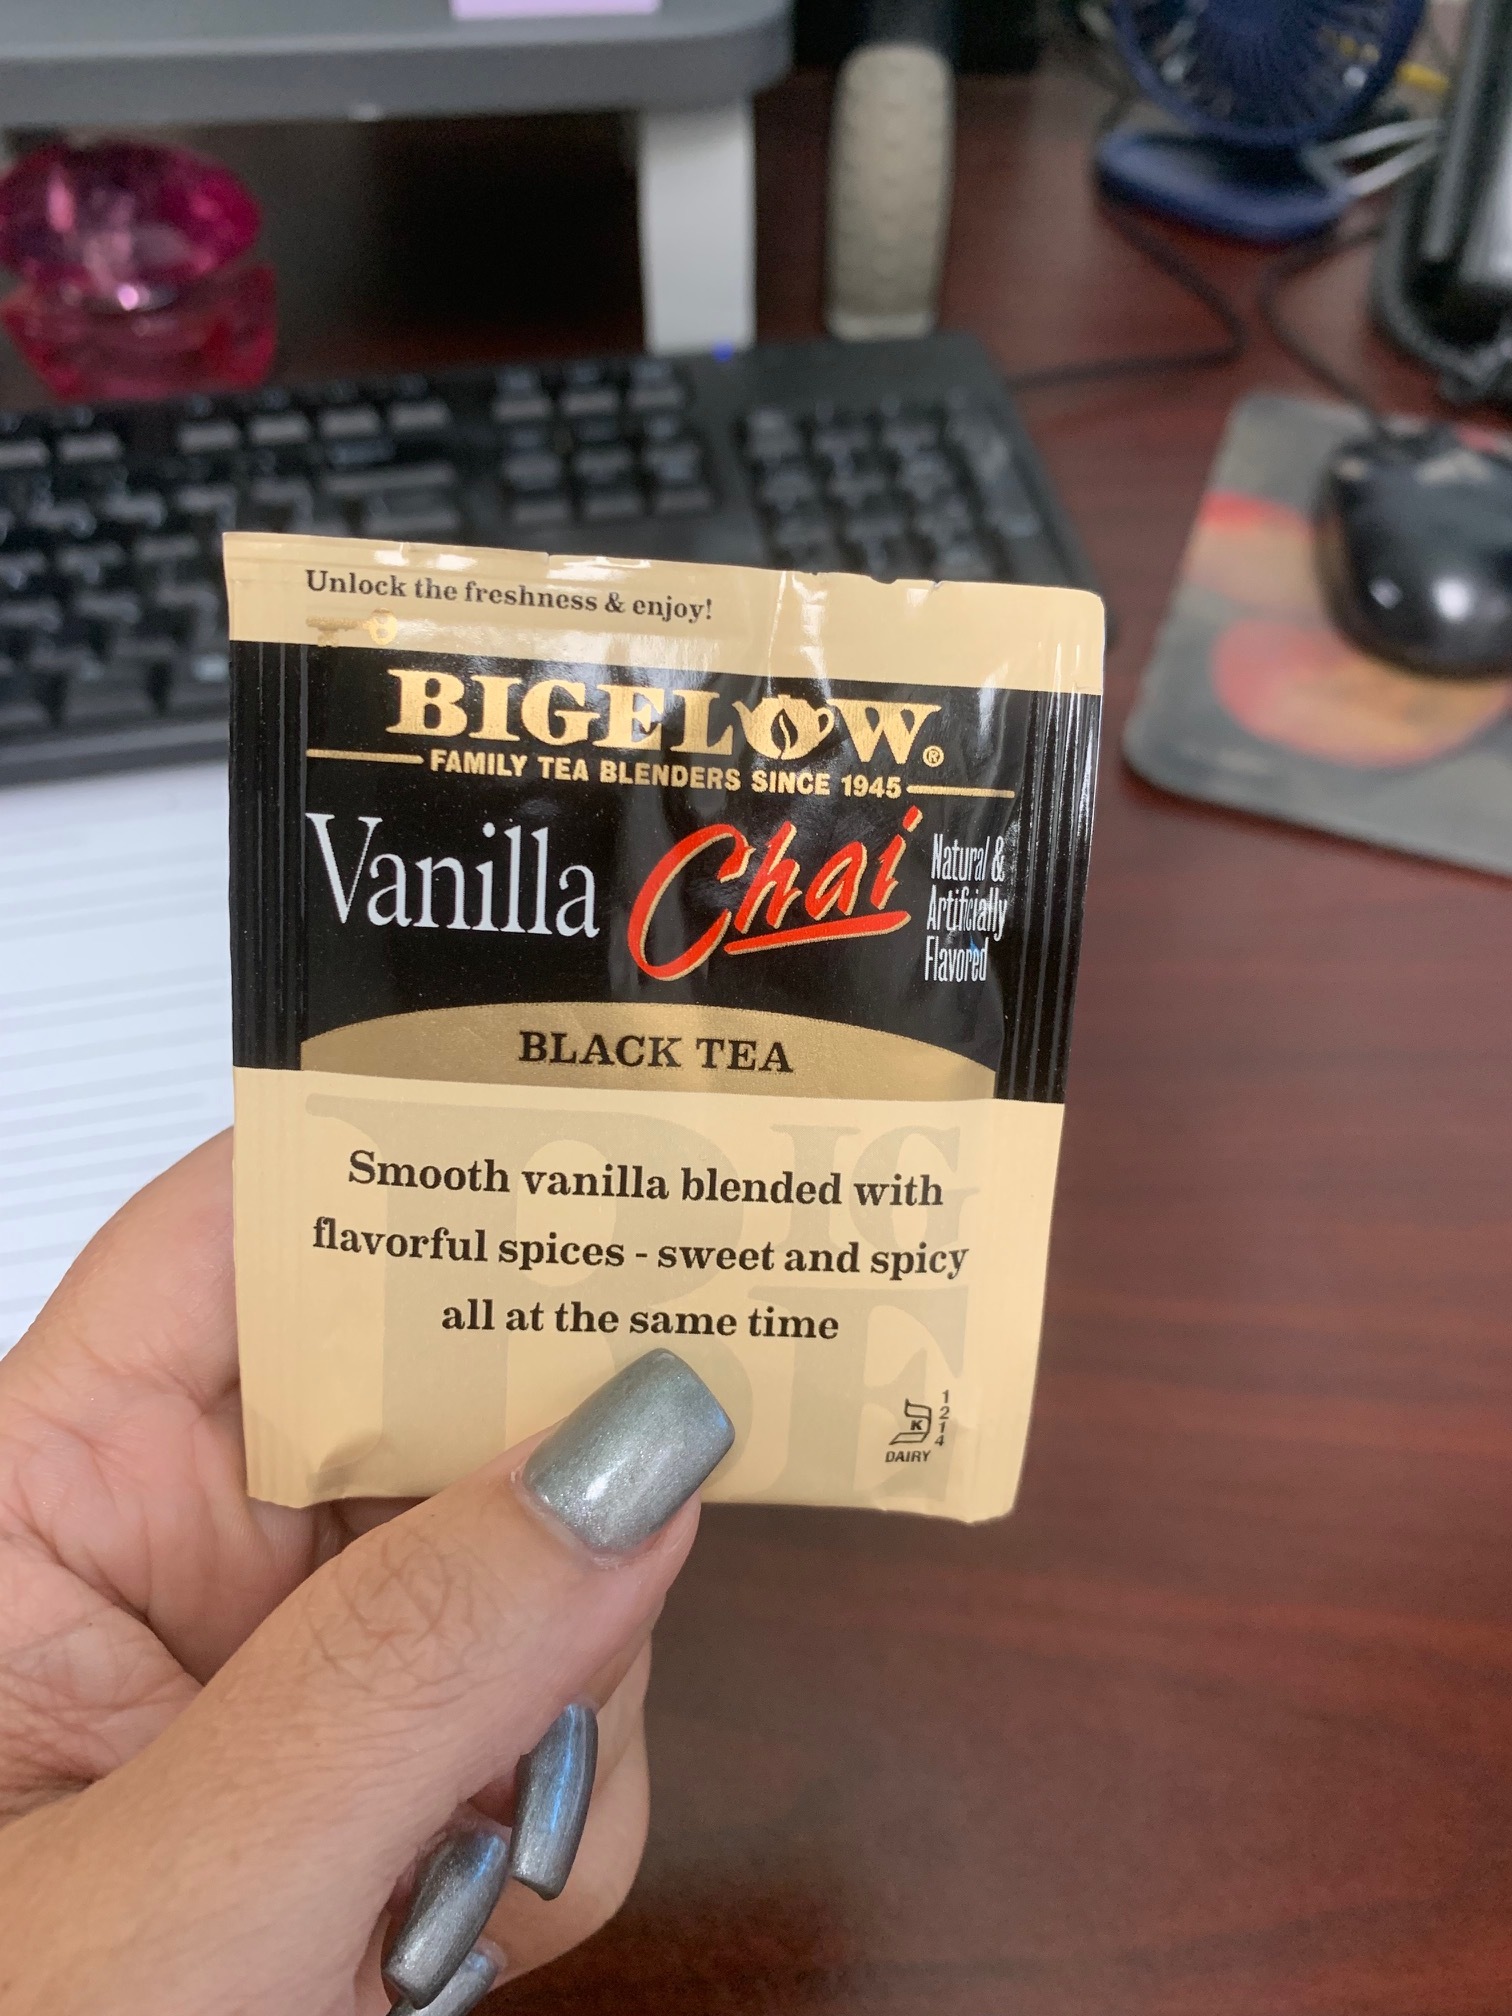 Unlock the freshness & enjoy!
BIGELOW®
FAMILY TEA BLENDERS SINCE 1945
Vanilla Chai
Natural &
Artificially
Flavored
BLACK TEA
Smooth vanilla blended with
flavorful spices - sweet and spicy
all at the same time
K
DAIRY
1
2
1
4